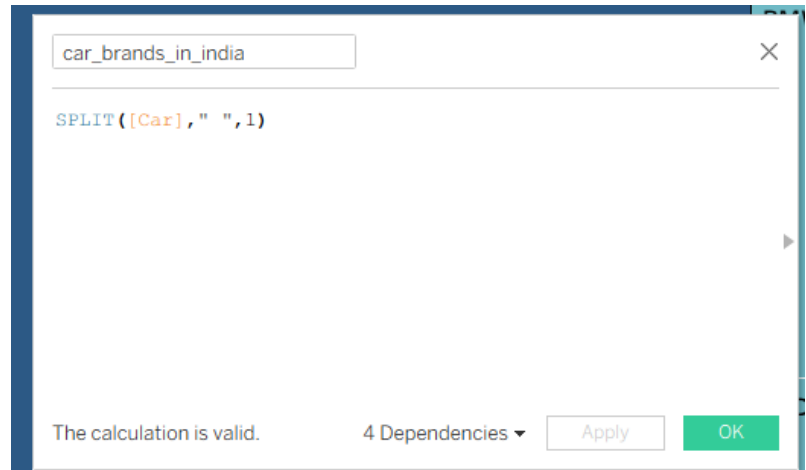 car_brands_in_india
SPLIT([Car]," ",1)
The calculation is valid.
4 Dependencies
Apply
OK